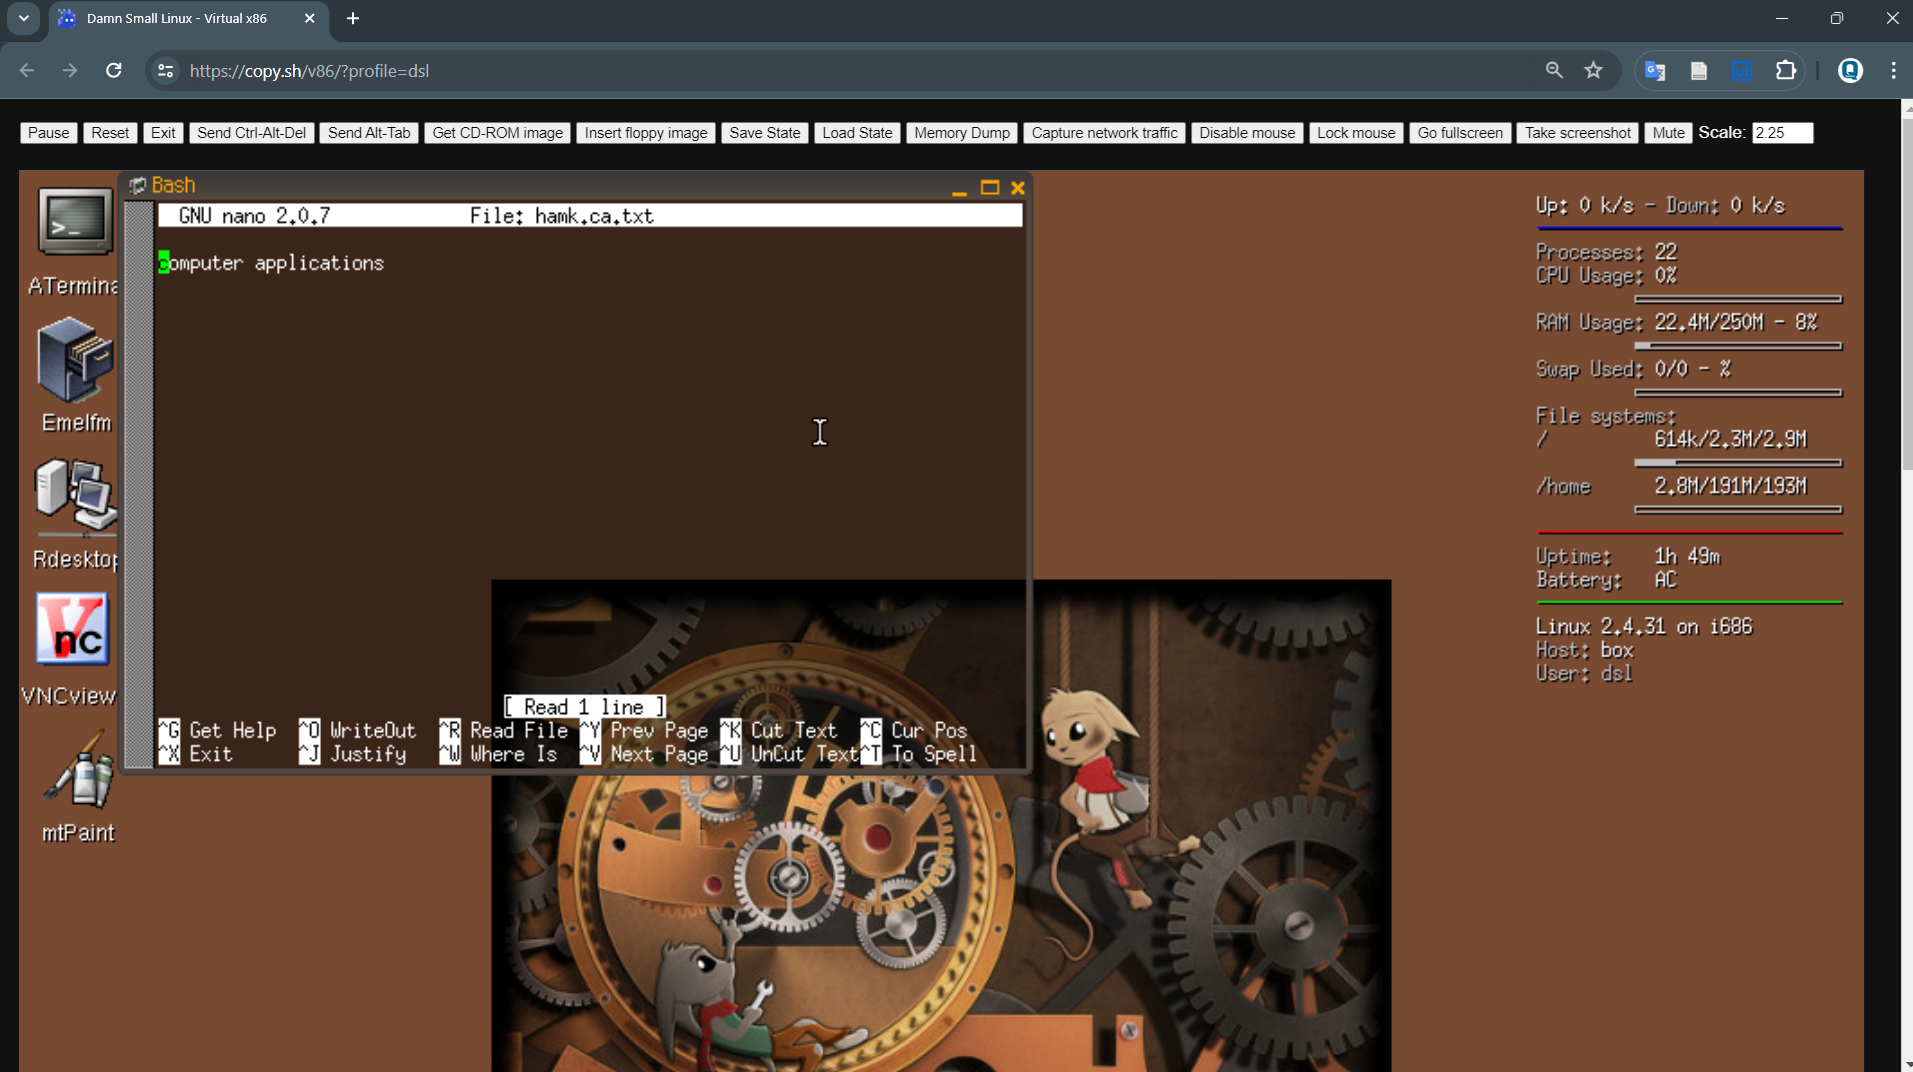 Damn Small Linux - Virtual x86
https://copy.sh/v86/?profile=dsl
Pause Reset Exit Send Ctrl-Alt-Del Send Alt-Tab Get CD-ROM image Insert floppy image Save State Load State Memory Dump Capture network traffic Disable mouse Lock mouse Go fullscreen Take screenshot Mute Scale: 2.25
Bash
GNU nano 2.0.7 File: hamk.ca.txt
computer applications
[ Read 1 line ]
^G Get Help ^O WriteOut ^R Read File ^Y Prev Page ^K Cut Text ^C Cur Pos
^X Exit ^J Justify ^W Where Is ^V Next Page ^U UnCut Text ^T To Spell
ATermina
Emelfm
Rdesktop
VNCview
mtPaint
Up: 0 k/s - Down: 0 k/s
Processes: 22
CPU Usage: 0%
RAM Usage: 22.4M/250M - 8%
Swap Used: 0/0 - %
File systems:
/ 614k/2.3M/2.9M
/home 2.8M/191M/193M
Uptime: 1h 49m
Battery: AC
Linux 2.4.31 on i686
Host: box
User: dsl